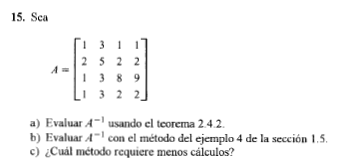 15. Sea
A = [1 3 1 1
2 5 2 2
1 3 8 9
1 3 2 2]
a) Evaluar A⁻¹ usando el teorema 2.4.2.
b) Evaluar A⁻¹ con el método del ejemplo 4 de la sección 1.5.
c) ¿Cuál método requiere menos cálculos?